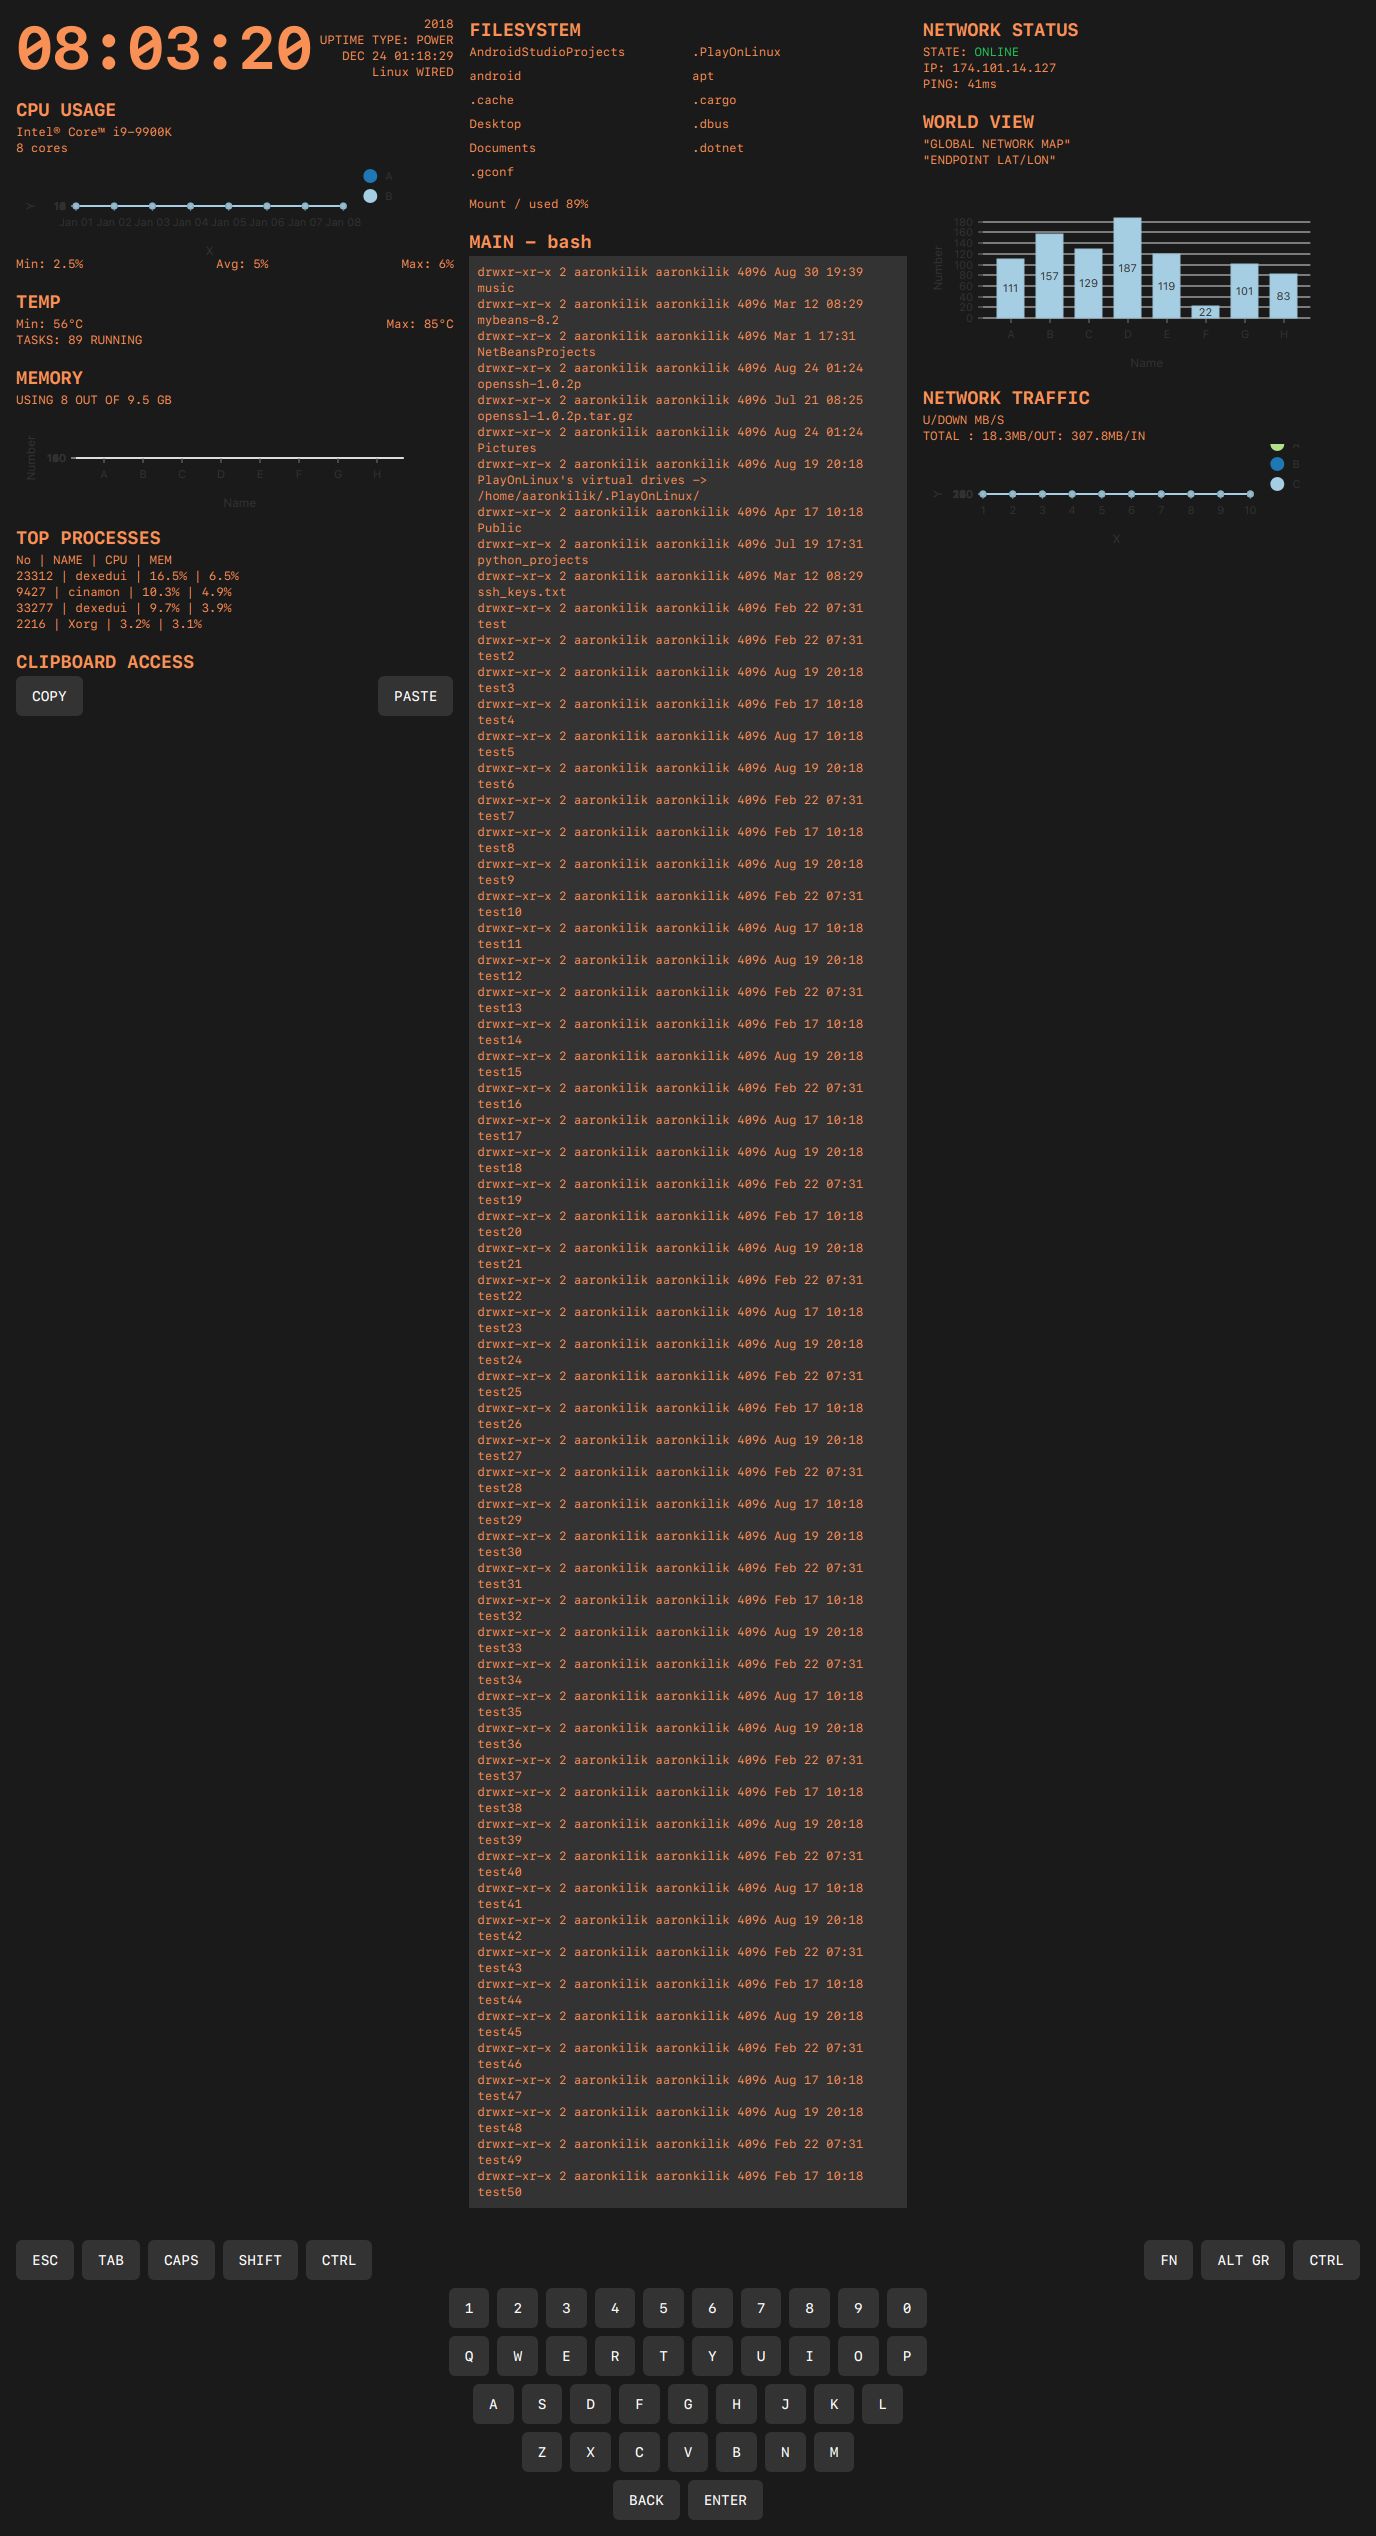 08:03:20
2018
UPTIME TYPE: POWER
DEC 24 01:18:29
Linux WIRED
CPU USAGE
Intel® Core™ i9-9900K
8 cores
A
B
Y
Jan 01 Jan 02 Jan 03 Jan 04 Jan 05 Jan 06 Jan 07 Jan 08
X
Min: 2.5% Avg: 5% Max: 6%
TEMP
Min: 56°C Max: 85°C
TASKS: 89 RUNNING
MEMORY
USING 8 OUT OF 9.5 GB
Number
A B C D E F G H
Name
TOP PROCESSES
No | NAME | CPU | MEM
23312 | dexedui | 16.5% | 6.5%
9427 | cinamon | 10.3% | 4.9%
33277 | dexedui | 9.7% | 3.9%
2216 | Xorg | 3.2% | 3.1%
CLIPBOARD ACCESS
COPY PASTE
FILESYSTEM
AndroidStudioProjects .PlayOnLinux
android apt
.cache .cargo
Desktop .dbus
Documents .dotnet
.gconf
Mount / used 89%
MAIN - bash
drwxr-xr-x 2 aaronkilik aaronkilik 4096 Aug 30 19:39
music
drwxr-xr-x 2 aaronkilik aaronkilik 4096 Mar 12 08:29
mybeans-8.2
drwxr-xr-x 2 aaronkilik aaronkilik 4096 Mar 1 17:31
NetBeansProjects
drwxr-xr-x 2 aaronkilik aaronkilik 4096 Aug 24 01:24
openssh-1.0.2p
drwxr-xr-x 2 aaronkilik aaronkilik 4096 Jul 21 08:25
openssl-1.0.2p.tar.gz
drwxr-xr-x 2 aaronkilik aaronkilik 4096 Aug 24 01:24
Pictures
drwxr-xr-x 2 aaronkilik aaronkilik 4096 Aug 19 20:18
PlayOnLinux's virtual drives ->
/home/aaronkilik/.PlayOnLinux/
drwxr-xr-x 2 aaronkilik aaronkilik 4096 Apr 17 10:18
Public
drwxr-xr-x 2 aaronkilik aaronkilik 4096 Jul 19 17:31
python_projects
drwxr-xr-x 2 aaronkilik aaronkilik 4096 Mar 12 08:29
ssh_keys.txt
drwxr-xr-x 2 aaronkilik aaronkilik 4096 Feb 22 07:31
test
drwxr-xr-x 2 aaronkilik aaronkilik 4096 Feb 22 07:31
test2
drwxr-xr-x 2 aaronkilik aaronkilik 4096 Aug 19 20:18
test3
drwxr-xr-x 2 aaronkilik aaronkilik 4096 Feb 17 10:18
test4
drwxr-xr-x 2 aaronkilik aaronkilik 4096 Aug 17 10:18
test5
drwxr-xr-x 2 aaronkilik aaronkilik 4096 Aug 19 20:18
test6
drwxr-xr-x 2 aaronkilik aaronkilik 4096 Feb 22 07:31
test7
drwxr-xr-x 2 aaronkilik aaronkilik 4096 Feb 17 10:18
test8
drwxr-xr-x 2 aaronkilik aaronkilik 4096 Aug 19 20:18
test9
drwxr-xr-x 2 aaronkilik aaronkilik 4096 Feb 22 07:31
test10
drwxr-xr-x 2 aaronkilik aaronkilik 4096 Aug 17 10:18
test11
drwxr-xr-x 2 aaronkilik aaronkilik 4096 Aug 19 20:18
test12
drwxr-xr-x 2 aaronkilik aaronkilik 4096 Feb 22 07:31
test13
drwxr-xr-x 2 aaronkilik aaronkilik 4096 Feb 17 10:18
test14
drwxr-xr-x 2 aaronkilik aaronkilik 4096 Aug 19 20:18
test15
drwxr-xr-x 2 aaronkilik aaronkilik 4096 Feb 22 07:31
test16
drwxr-xr-x 2 aaronkilik aaronkilik 4096 Aug 17 10:18
test17
drwxr-xr-x 2 aaronkilik aaronkilik 4096 Aug 19 20:18
test18
drwxr-xr-x 2 aaronkilik aaronkilik 4096 Feb 22 07:31
test19
drwxr-xr-x 2 aaronkilik aaronkilik 4096 Feb 17 10:18
test20
drwxr-xr-x 2 aaronkilik aaronkilik 4096 Aug 19 20:18
test21
drwxr-xr-x 2 aaronkilik aaronkilik 4096 Feb 22 07:31
test22
drwxr-xr-x 2 aaronkilik aaronkilik 4096 Aug 17 10:18
test23
drwxr-xr-x 2 aaronkilik aaronkilik 4096 Aug 19 20:18
test24
drwxr-xr-x 2 aaronkilik aaronkilik 4096 Feb 22 07:31
test25
drwxr-xr-x 2 aaronkilik aaronkilik 4096 Feb 17 10:18
test26
drwxr-xr-x 2 aaronkilik aaronkilik 4096 Aug 19 20:18
test27
drwxr-xr-x 2 aaronkilik aaronkilik 4096 Feb 22 07:31
test28
drwxr-xr-x 2 aaronkilik aaronkilik 4096 Aug 17 10:18
test29
drwxr-xr-x 2 aaronkilik aaronkilik 4096 Aug 19 20:18
test30
drwxr-xr-x 2 aaronkilik aaronkilik 4096 Feb 22 07:31
test31
drwxr-xr-x 2 aaronkilik aaronkilik 4096 Feb 17 10:18
test32
drwxr-xr-x 2 aaronkilik aaronkilik 4096 Aug 19 20:18
test33
drwxr-xr-x 2 aaronkilik aaronkilik 4096 Feb 22 07:31
test34
drwxr-xr-x 2 aaronkilik aaronkilik 4096 Aug 17 10:18
test35
drwxr-xr-x 2 aaronkilik aaronkilik 4096 Aug 19 20:18
test36
drwxr-xr-x 2 aaronkilik aaronkilik 4096 Feb 22 07:31
test37
drwxr-xr-x 2 aaronkilik aaronkilik 4096 Feb 17 10:18
test38
drwxr-xr-x 2 aaronkilik aaronkilik 4096 Aug 19 20:18
test39
drwxr-xr-x 2 aaronkilik aaronkilik 4096 Feb 22 07:31
test40
drwxr-xr-x 2 aaronkilik aaronkilik 4096 Aug 17 10:18
test41
drwxr-xr-x 2 aaronkilik aaronkilik 4096 Aug 19 20:18
test42
drwxr-xr-x 2 aaronkilik aaronkilik 4096 Feb 22 07:31
test43
drwxr-xr-x 2 aaronkilik aaronkilik 4096 Feb 17 10:18
test44
drwxr-xr-x 2 aaronkilik aaronkilik 4096 Aug 19 20:18
test45
drwxr-xr-x 2 aaronkilik aaronkilik 4096 Feb 22 07:31
test46
drwxr-xr-x 2 aaronkilik aaronkilik 4096 Aug 17 10:18
test47
drwxr-xr-x 2 aaronkilik aaronkilik 4096 Aug 19 20:18
test48
drwxr-xr-x 2 aaronkilik aaronkilik 4096 Feb 22 07:31
test49
drwxr-xr-x 2 aaronkilik aaronkilik 4096 Feb 17 10:18
test50
NETWORK STATUS
STATE: ONLINE
IP: 174.101.14.127
PING: 41ms
WORLD VIEW
"GLOBAL NETWORK MAP"
"ENDPOINT LAT/LON"
Number
180
160
140
120
100
80
60
40
20
0
111 157 129 187 119 22 101 83
A B C D E F G H
Name
NETWORK TRAFFIC
U/DOWN MB/S
TOTAL : 18.3MB/OUT: 307.8MB/IN
B
C
Y
1 2 3 4 5 6 7 8 9 10
X
ESC TAB CAPS SHIFT CTRL FN ALT GR CTRL
1 2 3 4 5 6 7 8 9 0
Q W E R T Y U I O P
A S D F G H J K L
Z X C V B N M
BACK ENTER